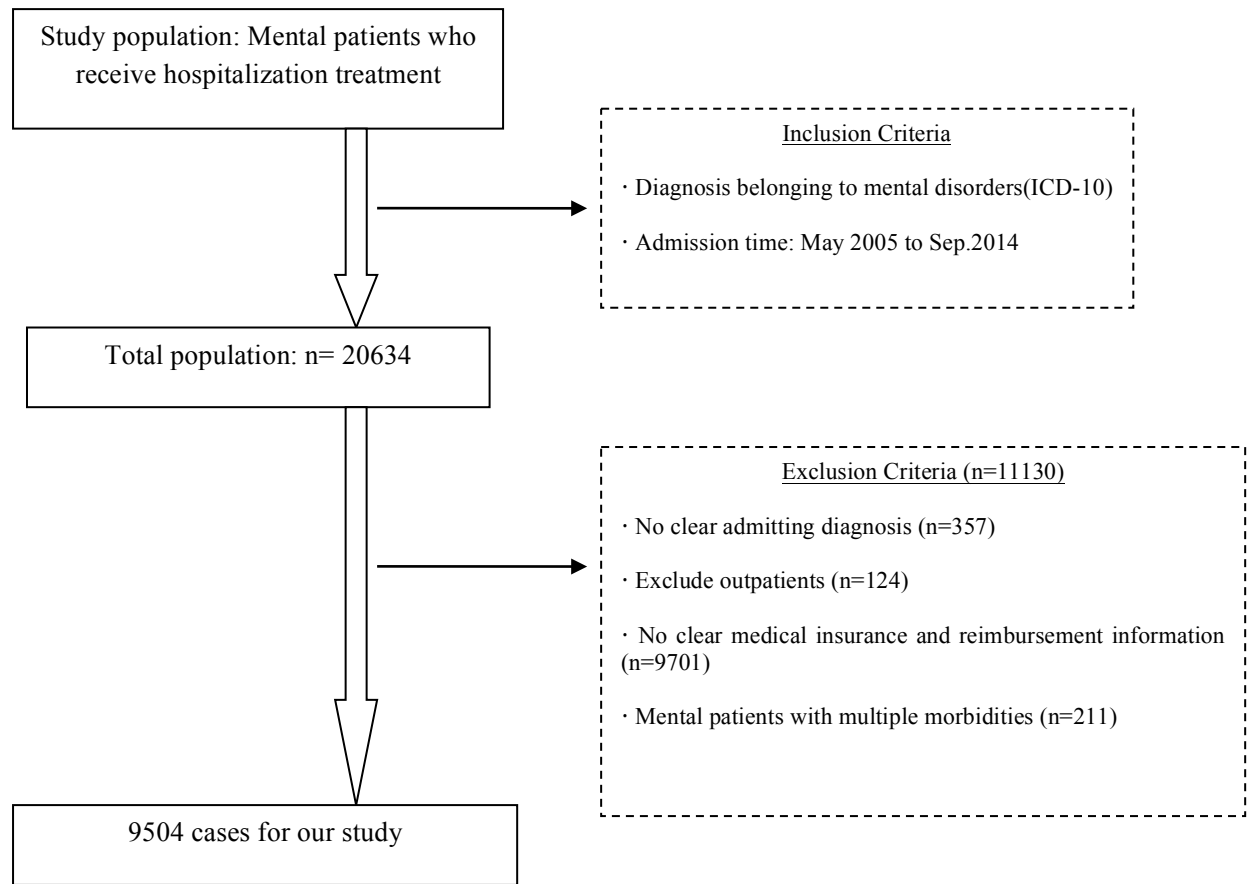 Study population: Mental patients who
receive hospitalization treatment
Inclusion Criteria
· Diagnosis belonging to mental disorders(ICD-10)
· Admission time: May 2005 to Sep.2014
Total population: n= 20634
Exclusion Criteria (n=11130)
· No clear admitting diagnosis (n=357)
· Exclude outpatients (n=124)
· No clear medical insurance and reimbursement information
(n=9701)
· Mental patients with multiple morbidities (n=211)
9504 cases for our study